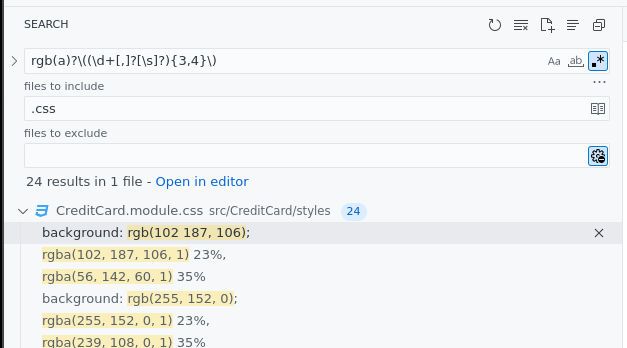 SEARCH
rgb(a)?\((\d+[,]?[\s]?){3,4}\)
Aa ab .*
files to include
.css
files to exclude
24 results in 1 file - Open in editor
CreditCard.module.css src/CreditCard/styles 24
background: rgb(102 187, 106);
rgba(102, 187, 106, 1) 23%,
rgba(56, 142, 60, 1) 35%
background: rgb(255, 152, 0);
rgba(255, 152, 0, 1) 23%,
rgba(239, 108, 0, 1) 35%